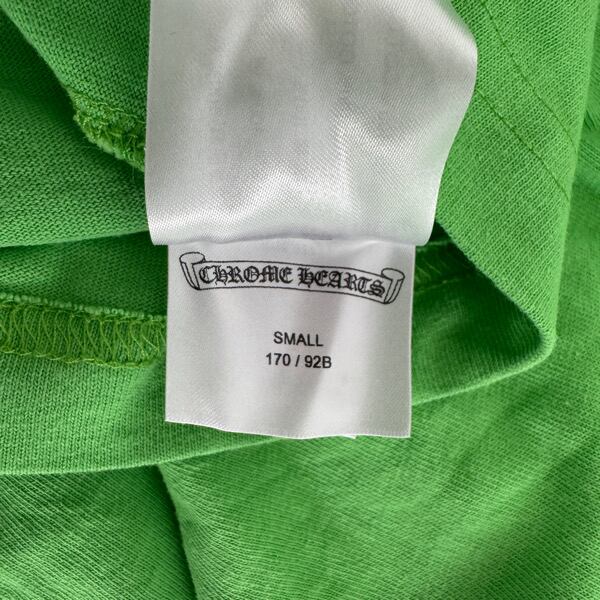 CHROME HEARTS
SMALL
170 / 92B